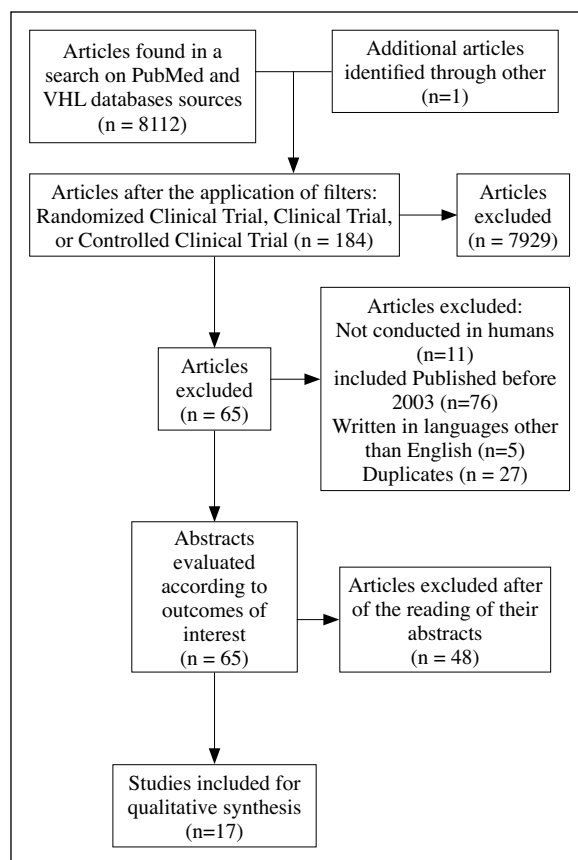 Articles found in a
search on PubMed and
VHL databases sources
(n = 8112)
Additional articles
identified through other
(n=1)
Articles after the application of filters:
Randomized Clinical Trial, Clinical Trial,
or Controlled Clinical Trial (n = 184)
Articles
excluded
(n = 7929)
Articles excluded:
Not conducted in humans
(n=11)
included Published before
2003 (n=76)
Written in languages other
than English (n=5)
Duplicates (n = 27)
Articles
excluded
(n = 65)
Abstracts
evaluated
according to
outcomes of
interest
(n = 65)
Articles excluded after
of the reading of their
abstracts
(n = 48)
Studies included for
qualitative synthesis
(n=17)